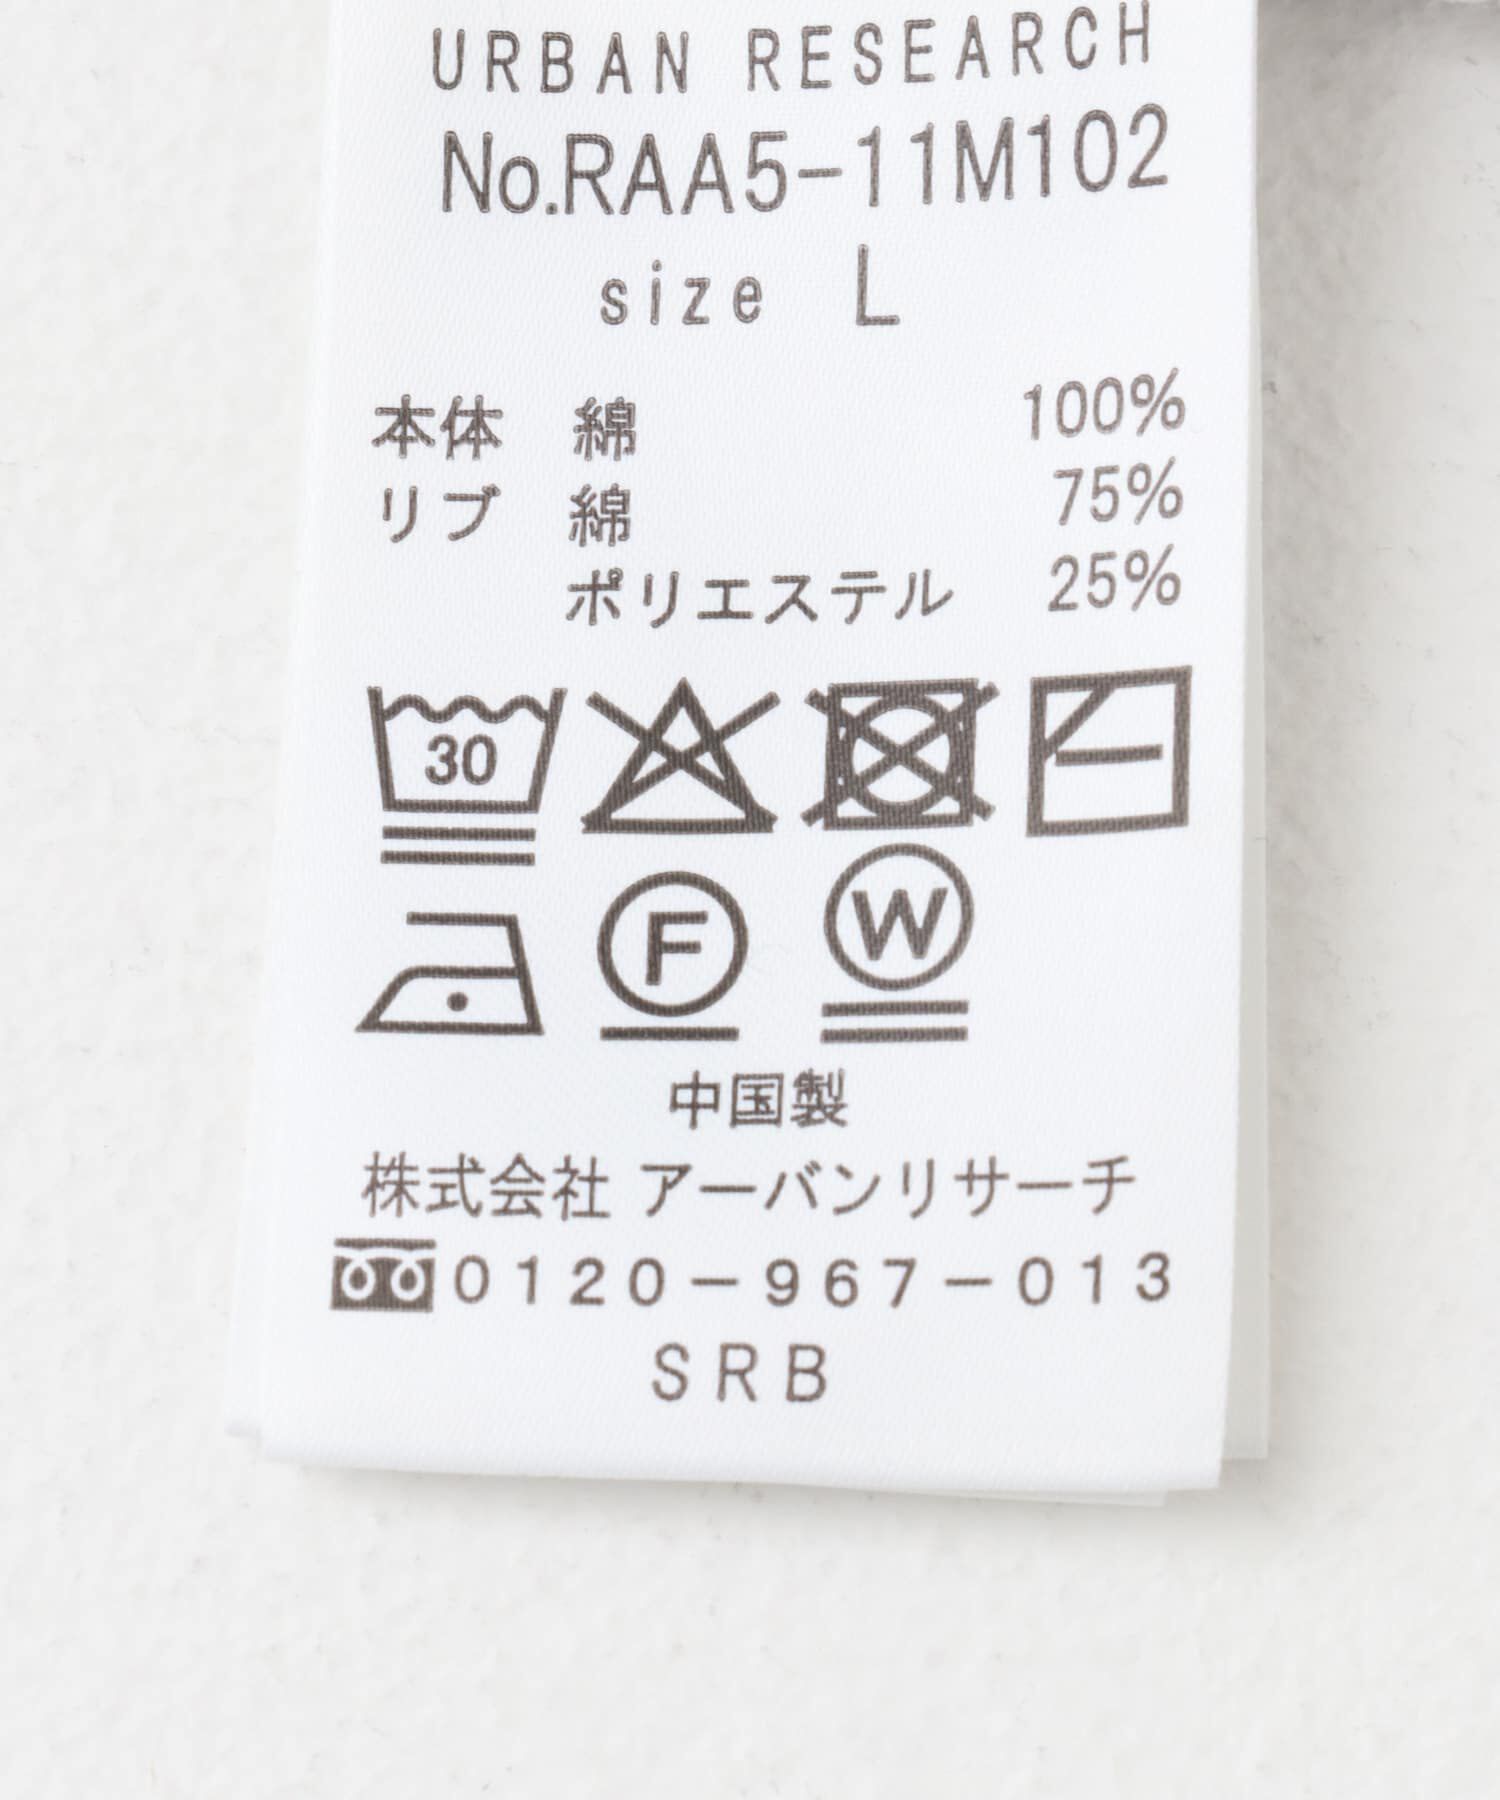 URBAN RESEARCH
No.RAA5-11M102
size L
本体 綿 100%
リブ 綿 75%
ポリエステル 25%
30
F W
中国製
株式会社 アーバンリサーチ
0120-967-013
SRB